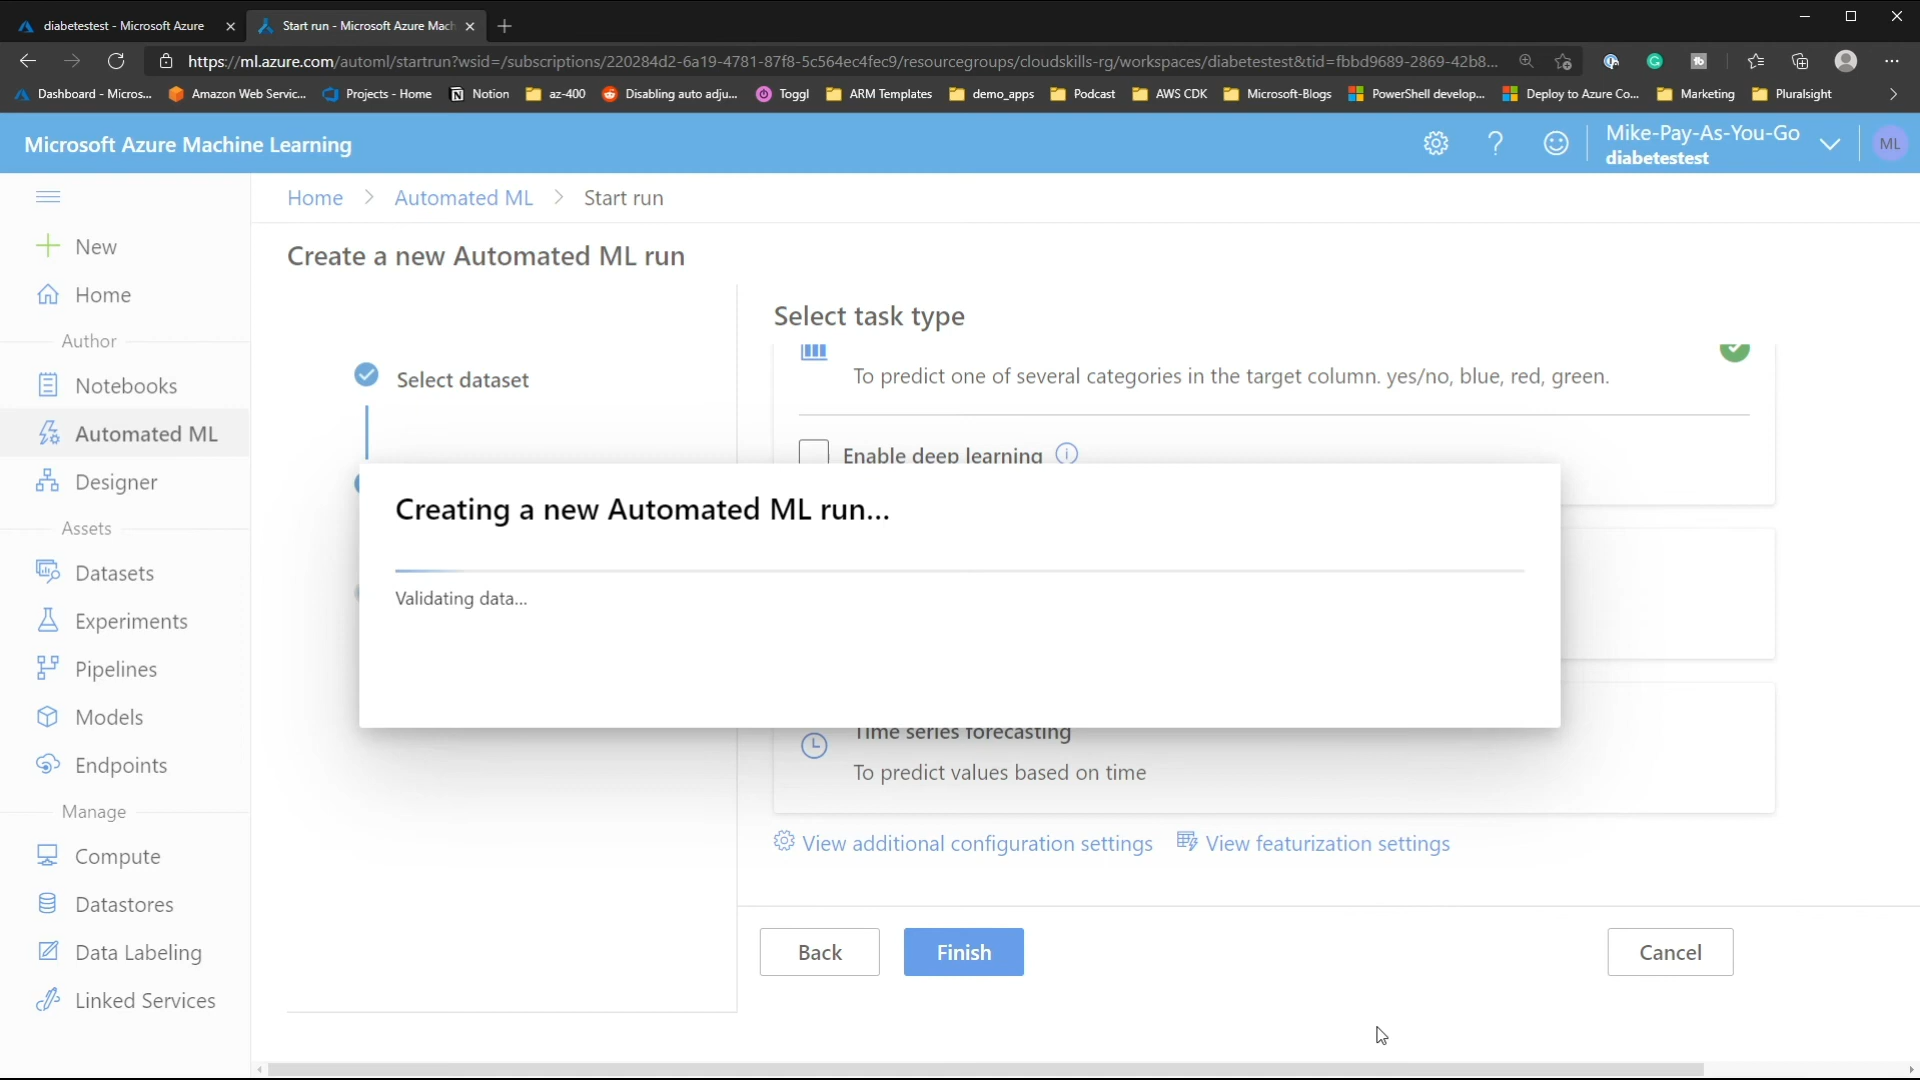 diabetestest - Microsoft Azure
Start run - Microsoft Azure Mach
https://ml.azure.com/automl/startrun?wsid=/subscriptions/220284d2-6a19-4781-87f8-5c564ec4fec9/resourcegroups/cloudskills-rg/workspaces/diabetestest&tid=fbbd9689-2869-42b8...
Dashboard - Micros...
Amazon Web Servic...
Projects - Home
Notion
az-400
Disabling auto adju...
Toggl
ARM Templates
demo_apps
Podcast
AWS CDK
Microsoft-Blogs
PowerShell develop...
Deploy to Azure Co...
Marketing
Pluralsight
Microsoft Azure Machine Learning
Mike-Pay-As-You-Go
diabetestest
ML
Home > Automated ML > Start run
New
Home
Author
Notebooks
Automated ML
Designer
Assets
Datasets
Experiments
Pipelines
Models
Endpoints
Manage
Compute
Datastores
Data Labeling
Linked Services
Create a new Automated ML run
Select dataset
Select task type
To predict one of several categories in the target column. yes/no, blue, red, green.
Enable deep learning
Creating a new Automated ML run...
Validating data...
Time series forecasting
To predict values based on time
View additional configuration settings
View featurization settings
Back
Finish
Cancel